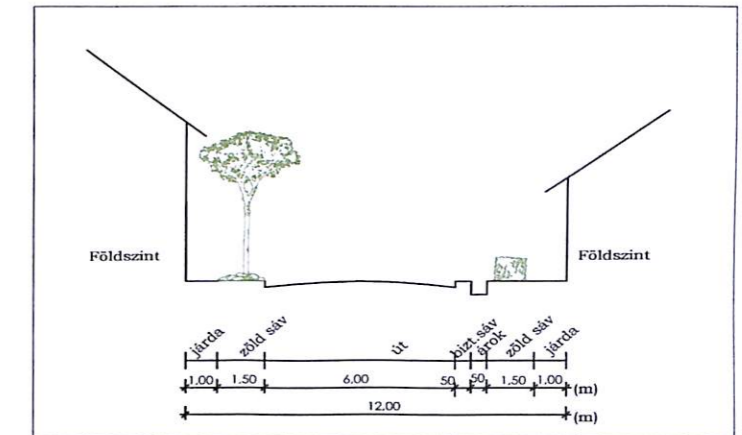 Földszint
Földszint
járda zöld sáv út bizt.sáv árok zöld sáv járda
1.00 1.50 6.00 50 50 1.50 1.00 (m)
12.00 (m)